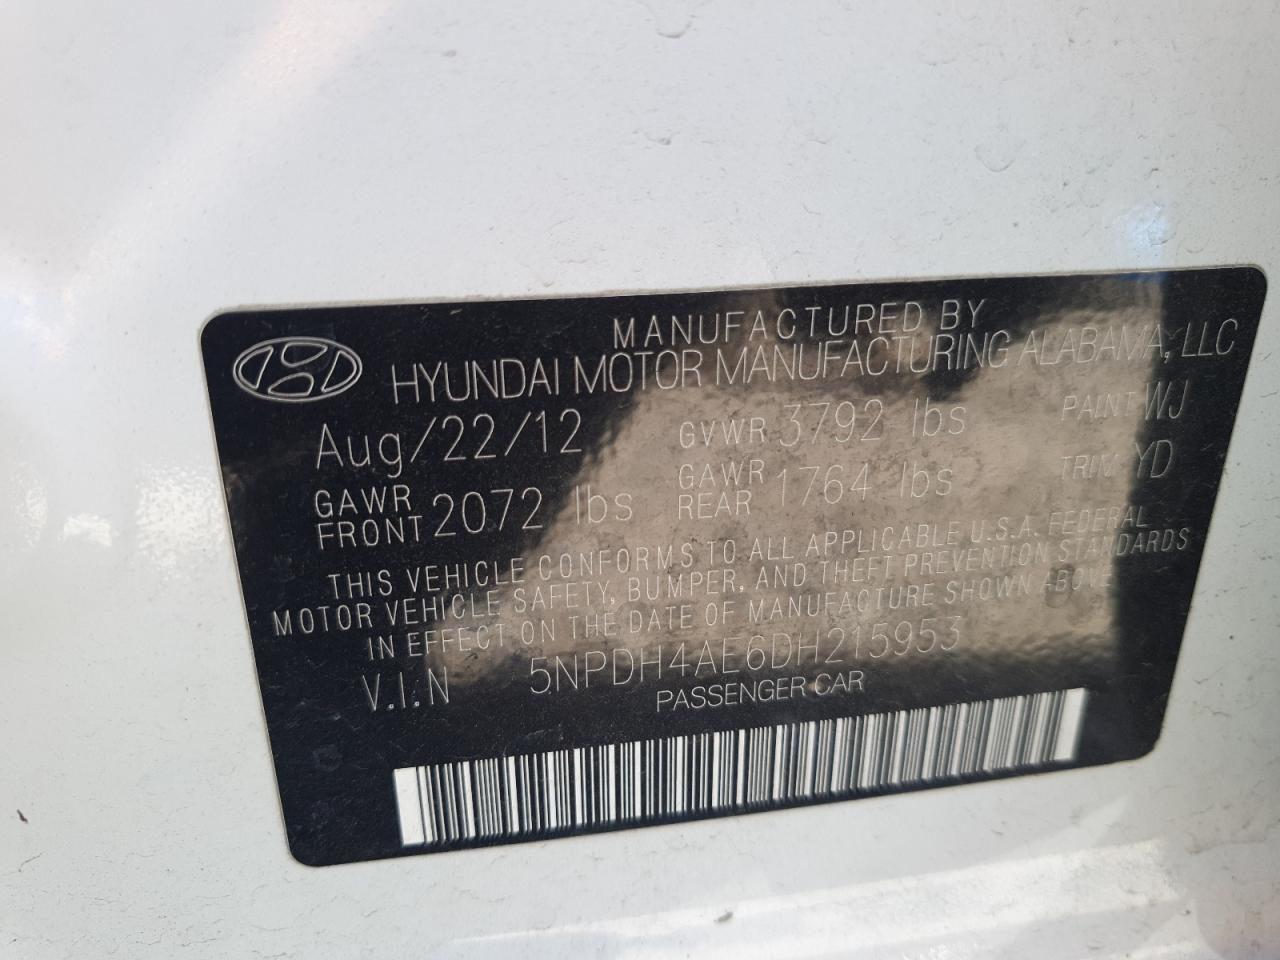 MANUFACTURED BY
HYUNDAI MOTOR MANUFACTURING ALABAMA, LLC
Aug/22/12 GVWR 3792 lbs PAINT WJ
GAWR FRONT 2072 lbs GAWR REAR 1764 lbs TRIM YD
THIS VEHICLE CONFORMS TO ALL APPLICABLE U.S.A. FEDERAL
MOTOR VEHICLE SAFETY, BUMPER, AND THEFT PREVENTION STANDARDS
IN EFFECT ON THE DATE OF MANUFACTURE SHOWN ABOVE
V.I.N 5NPDH4AE6DH215953
PASSENGER CAR